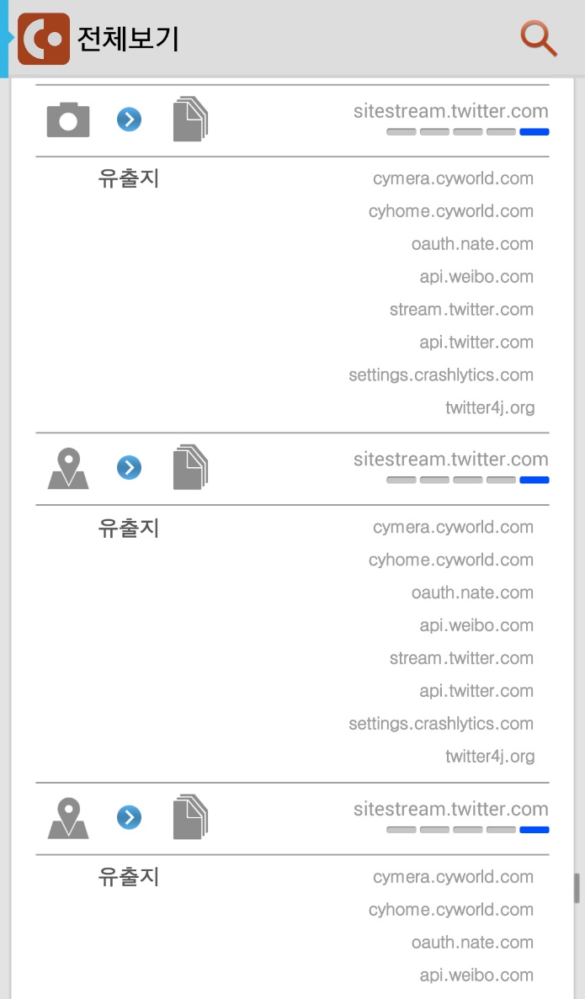 전체보기
sitestream.twitter.com
유출지
cymera.cyworld.com
cyhome.cyworld.com
oauth.nate.com
api.weibo.com
stream.twitter.com
api.twitter.com
settings.crashlytics.com
twitter4j.org
sitestream.twitter.com
유출지
cymera.cyworld.com
cyhome.cyworld.com
oauth.nate.com
api.weibo.com
stream.twitter.com
api.twitter.com
settings.crashlytics.com
twitter4j.org
sitestream.twitter.com
유출지
cymera.cyworld.com
cyhome.cyworld.com
oauth.nate.com
api.weibo.com